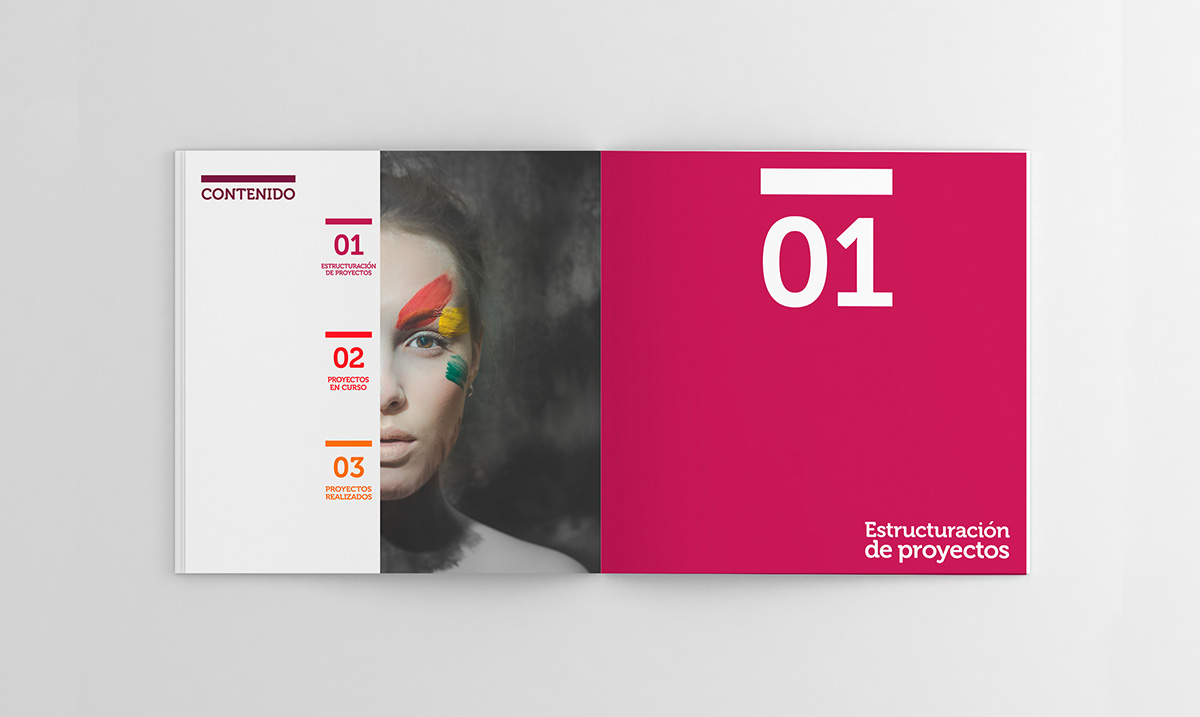 CONTENIDO
01
ESTRUCTURACIÓN
DE PROYECTOS
02
PROYECTOS
EN CURSO
03
PROYECTOS
REALIZADOS
01
Estructuración
de proyectos